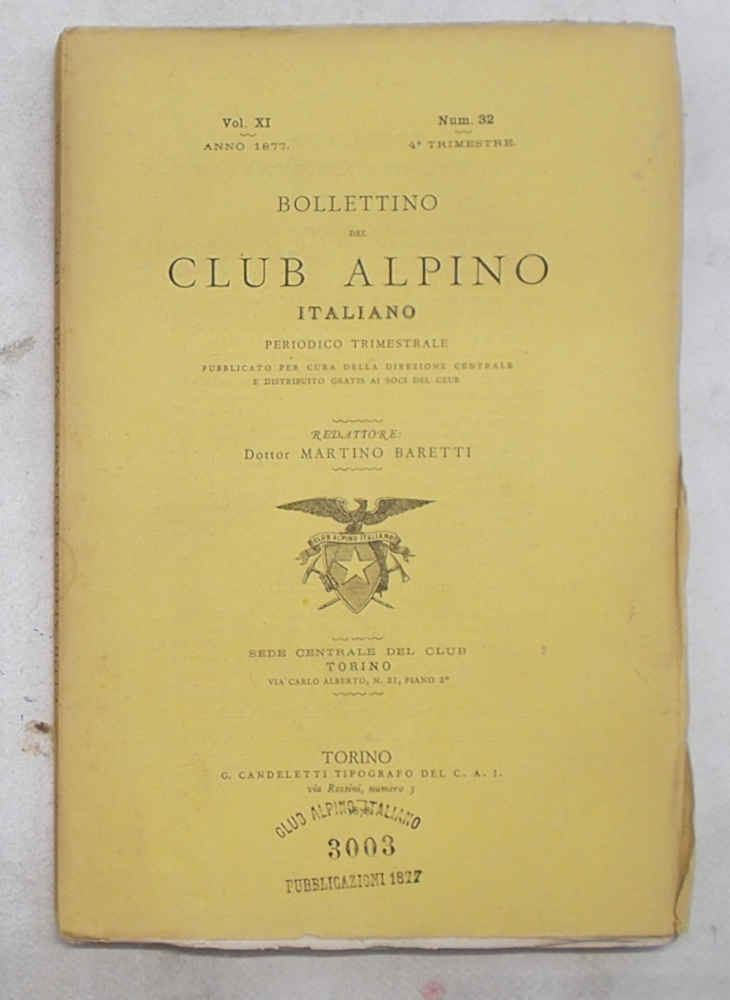 Vol. XI
Num. 32
ANNO 1877.
4° TRIMESTRE.
BOLLETTINO
DEL
CLUB ALPINO
ITALIANO
PERIODICO TRIMESTRALE
PUBBLICATO PER CURA DELLA DIREZIONE CENTRALE
E DISTRIBUITO GRATIS AI SOCI DEL CLUB
REDATTORE:
Dottor MARTINO BARETTI
CLUB ALPINO ITALIANO
SEDE CENTRALE DEL CLUB
TORINO
VIA CARLO ALBERTO, N. 21, PIANO 2°
TORINO
G. CANDELETTI TIPOGRAFO DEL C. A. I.
via Rossini, numero 3
CLUB ALPINO ITALIANO
3003
PUBBLICAZIONI 1877